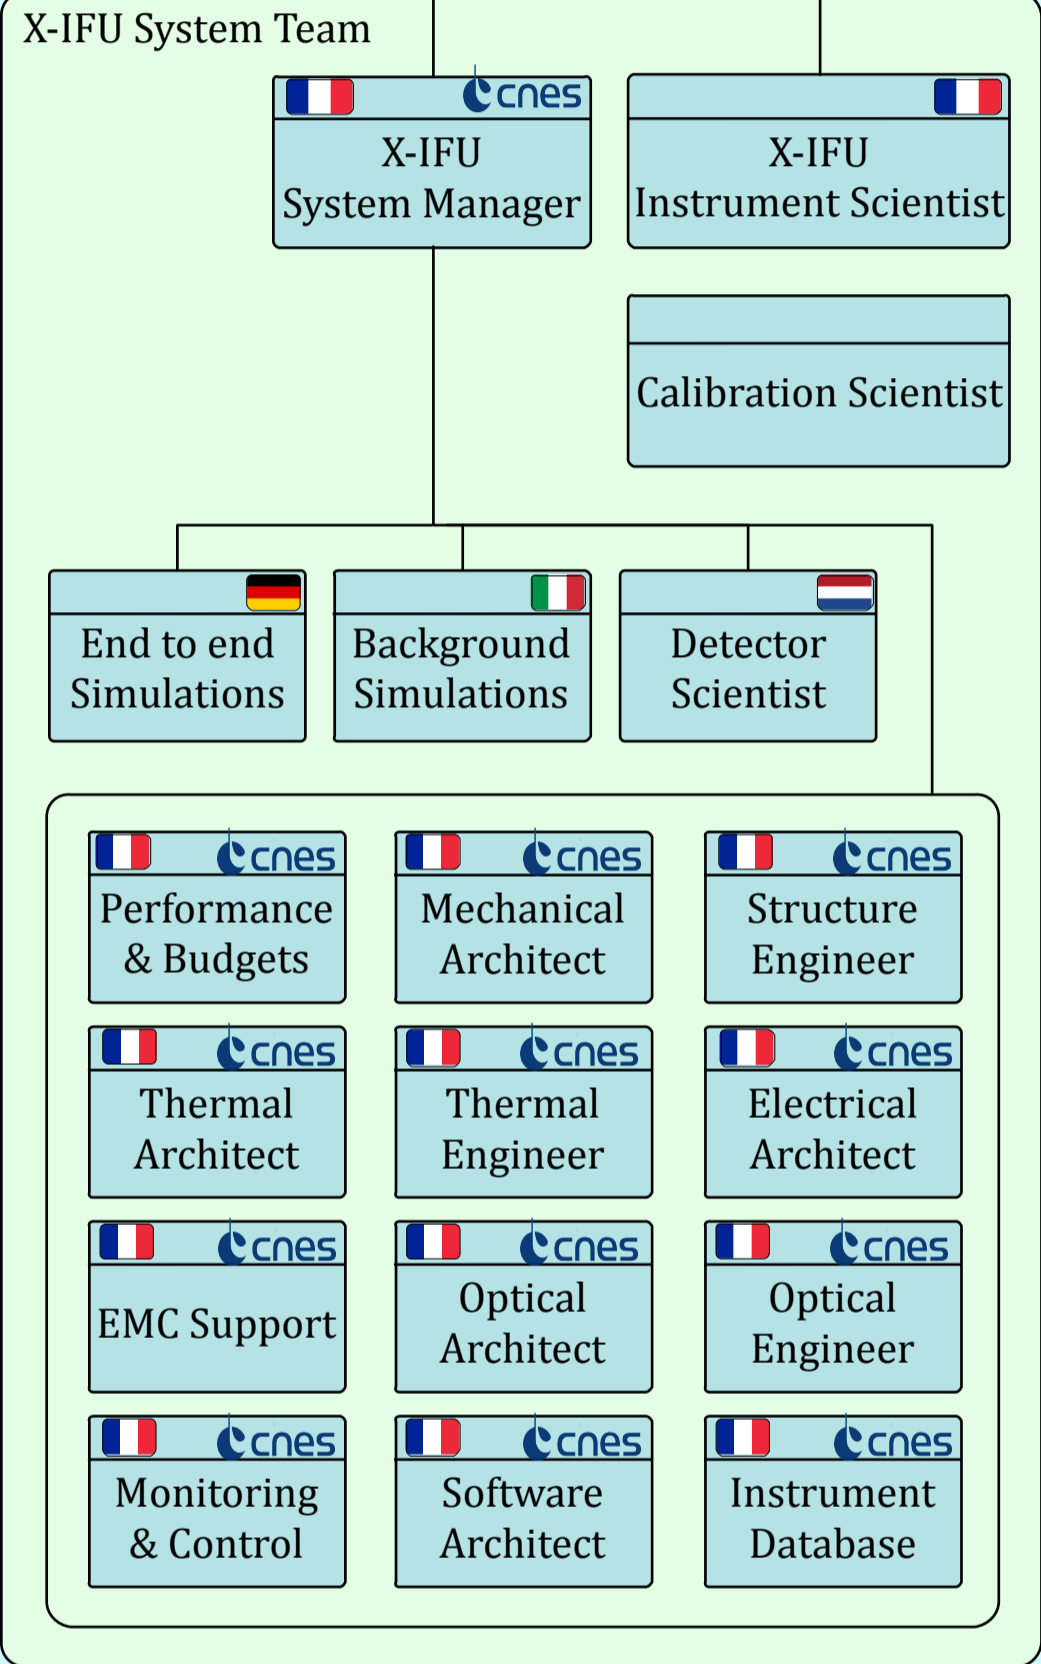 X-IFU System Team
cnes
X-IFU
System Manager
X-IFU
Instrument Scientist
Calibration Scientist
End to end
Simulations
Background
Simulations
Detector
Scientist
cnes
Performance
& Budgets
cnes
Mechanical
Architect
cnes
Structure
Engineer
cnes
Thermal
Architect
cnes
Thermal
Engineer
cnes
Electrical
Architect
cnes
EMC Support
cnes
Optical
Architect
cnes
Optical
Engineer
cnes
Monitoring
& Control
cnes
Software
Architect
cnes
Instrument
Database